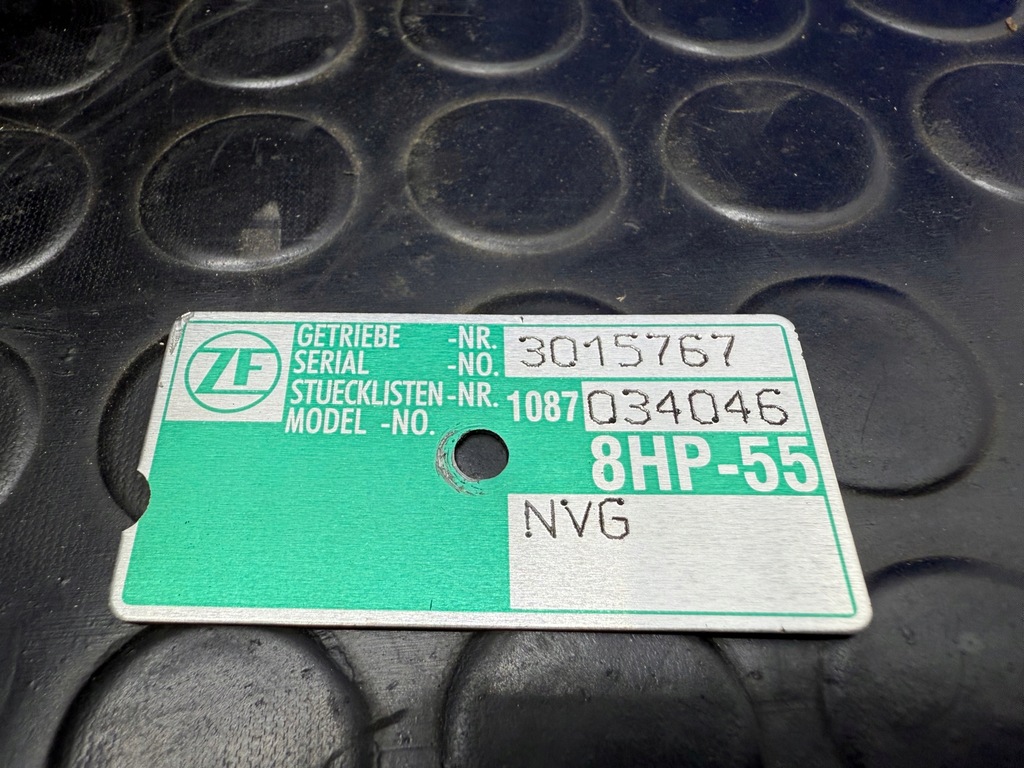 ZF
GETRIEBE -NR. 3015767
SERIAL -NO.
STUECKLISTEN-NR. 1087 034046
MODEL -NO.
8HP-55
NVG